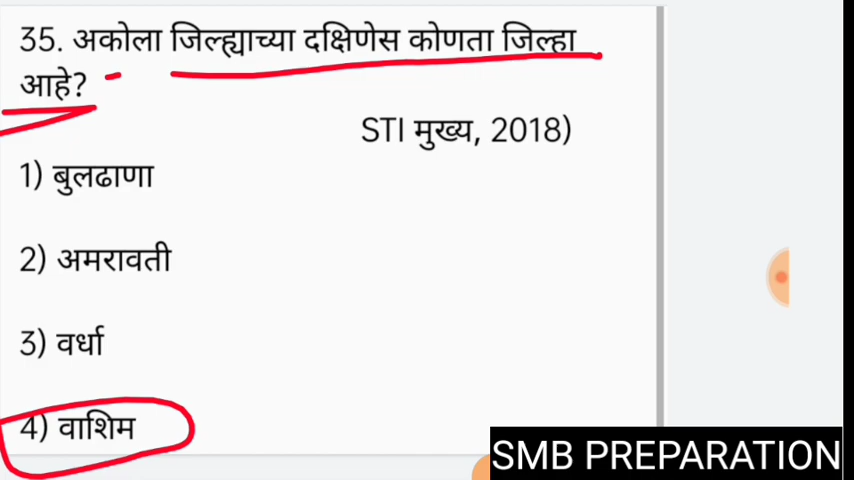 35. अकोला जिल्ह्याच्या दक्षिणेस कोणता जिल्हा
आहे?
STI मुख्य, 2018)
1) बुलढाणा
2) अमरावती
3) वर्धा
4) वाशिम
SMB PREPARATION